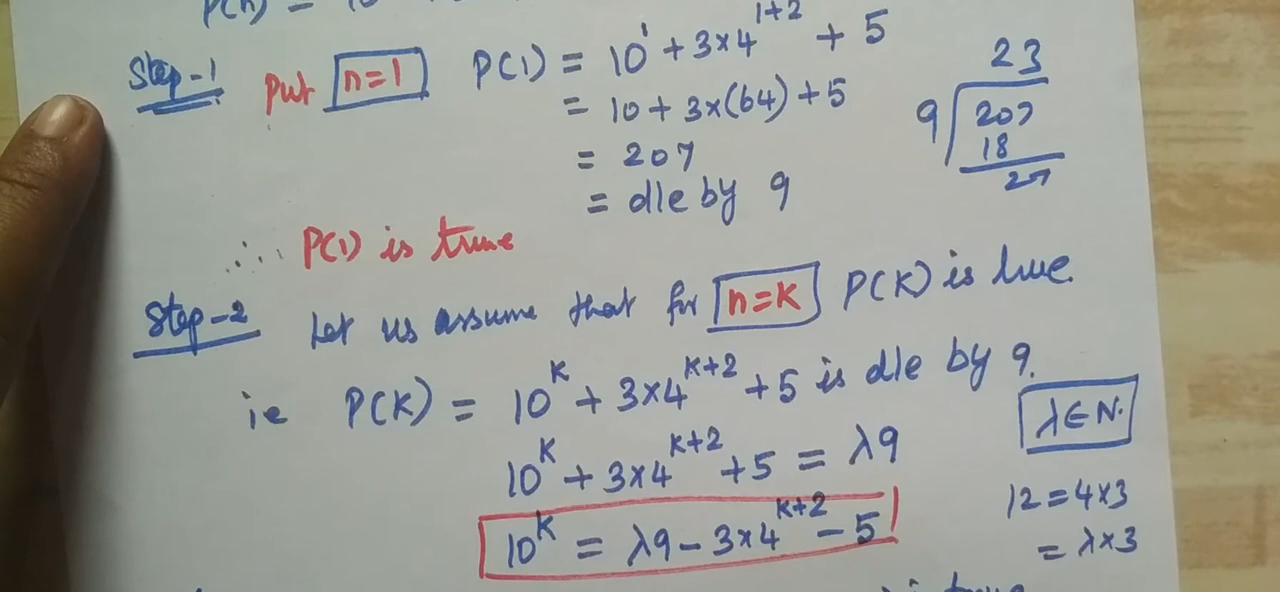 P(n) = 10
Step-1 Put n=1 P(1) = 10^1 + 3×4^1+2 + 5
= 10 + 3×(64) + 5
= 207
= dle by 9
23
9 207
18
27
∴ P(1) is true
Step-2 Let us assume that for n=K P(K) is true.
ie P(K) = 10^K + 3×4^K+2 + 5 is dle by 9.
λ∈N.
10^K + 3×4^K+2 + 5 = λ9
10^K = λ9 - 3×4^K+2 - 5
12 = 4×3
= λ×3